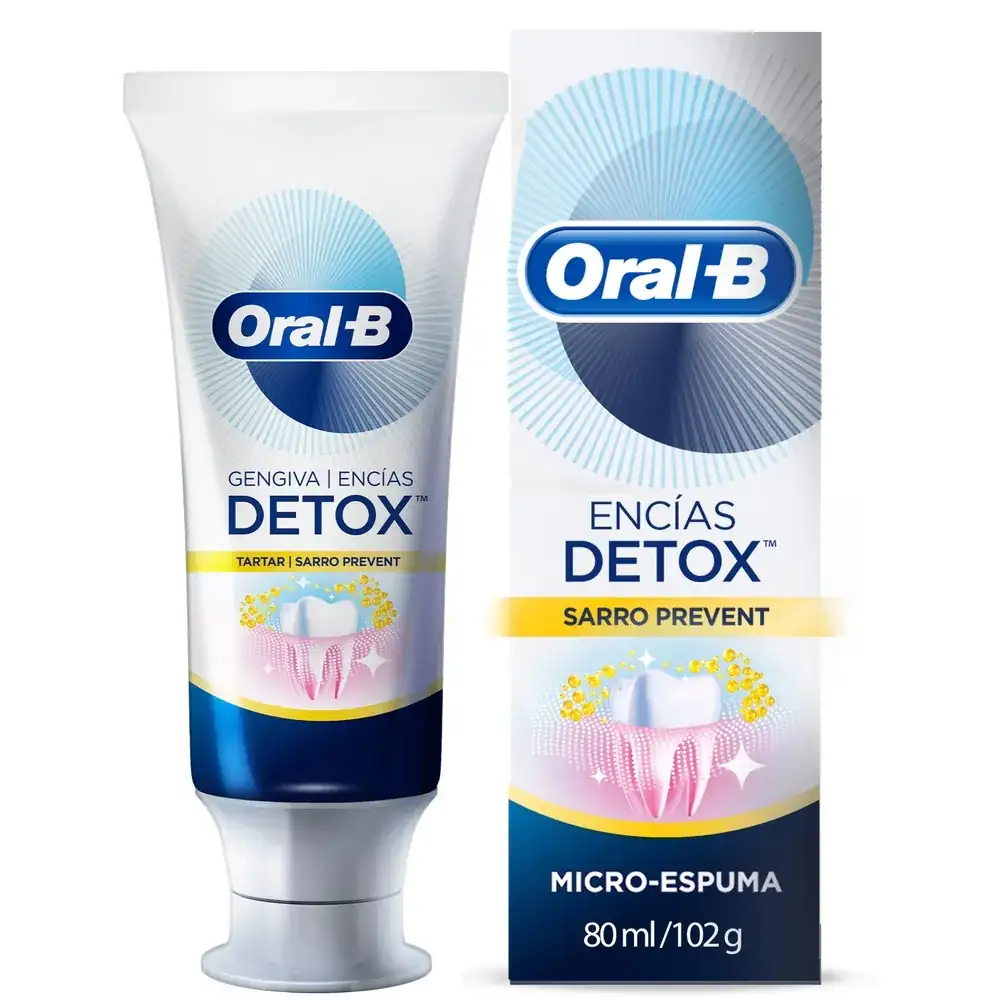 Oral-B
GENGIVA | ENCÍAS
DETOX™
TARTAR | SARRO PREVENT
Oral-B
ENCÍAS
DETOX™
SARRO PREVENT
MICRO-ESPUMA
80 ml/102 g